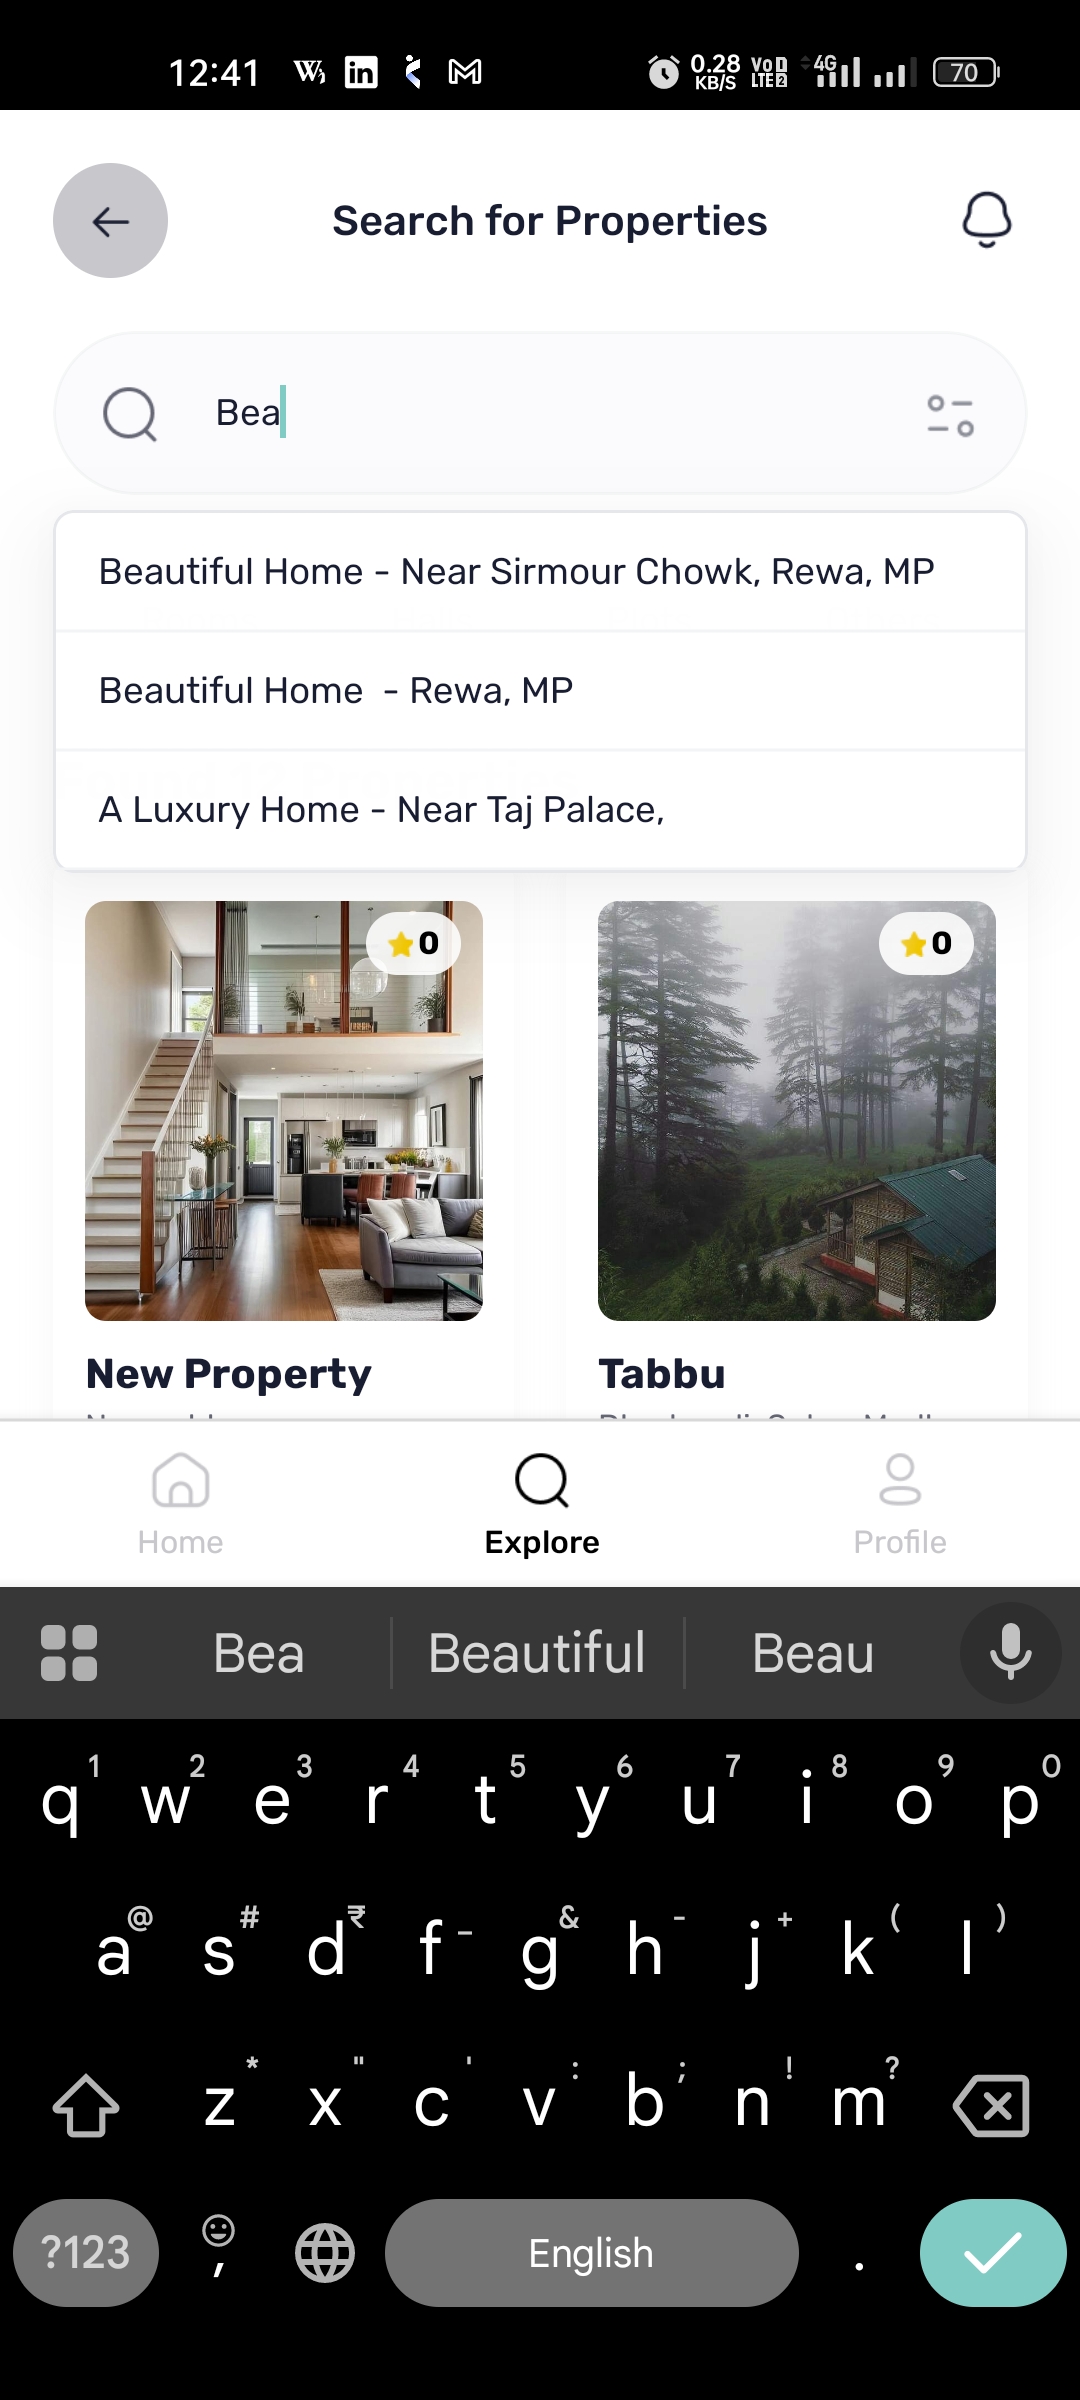 12:41
0.28 KB/S
VoD LTE2
4G
70
Search for Properties
Bea
Beautiful Home - Near Sirmour Chowk, Rewa, MP
Beautiful Home - Rewa, MP
A Luxury Home - Near Taj Palace,
0
0
New Property
Tabbu
Home
Explore
Profile
Bea
Beautiful
Beau
1 2 3 4 5 6 7 8 9 0
q w e r t y u i o p
@ # ₹ _ & - + ( )
a s d f g h j k l
* " ' : ; ! ?
z x c v b n m
?123
,
English
.